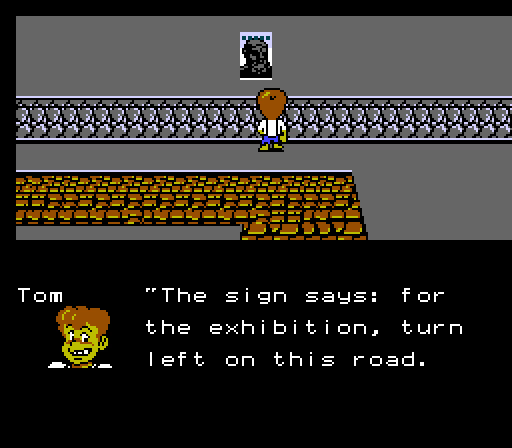 Tom
"The sign says: for
the exhibition, turn
left on this road.